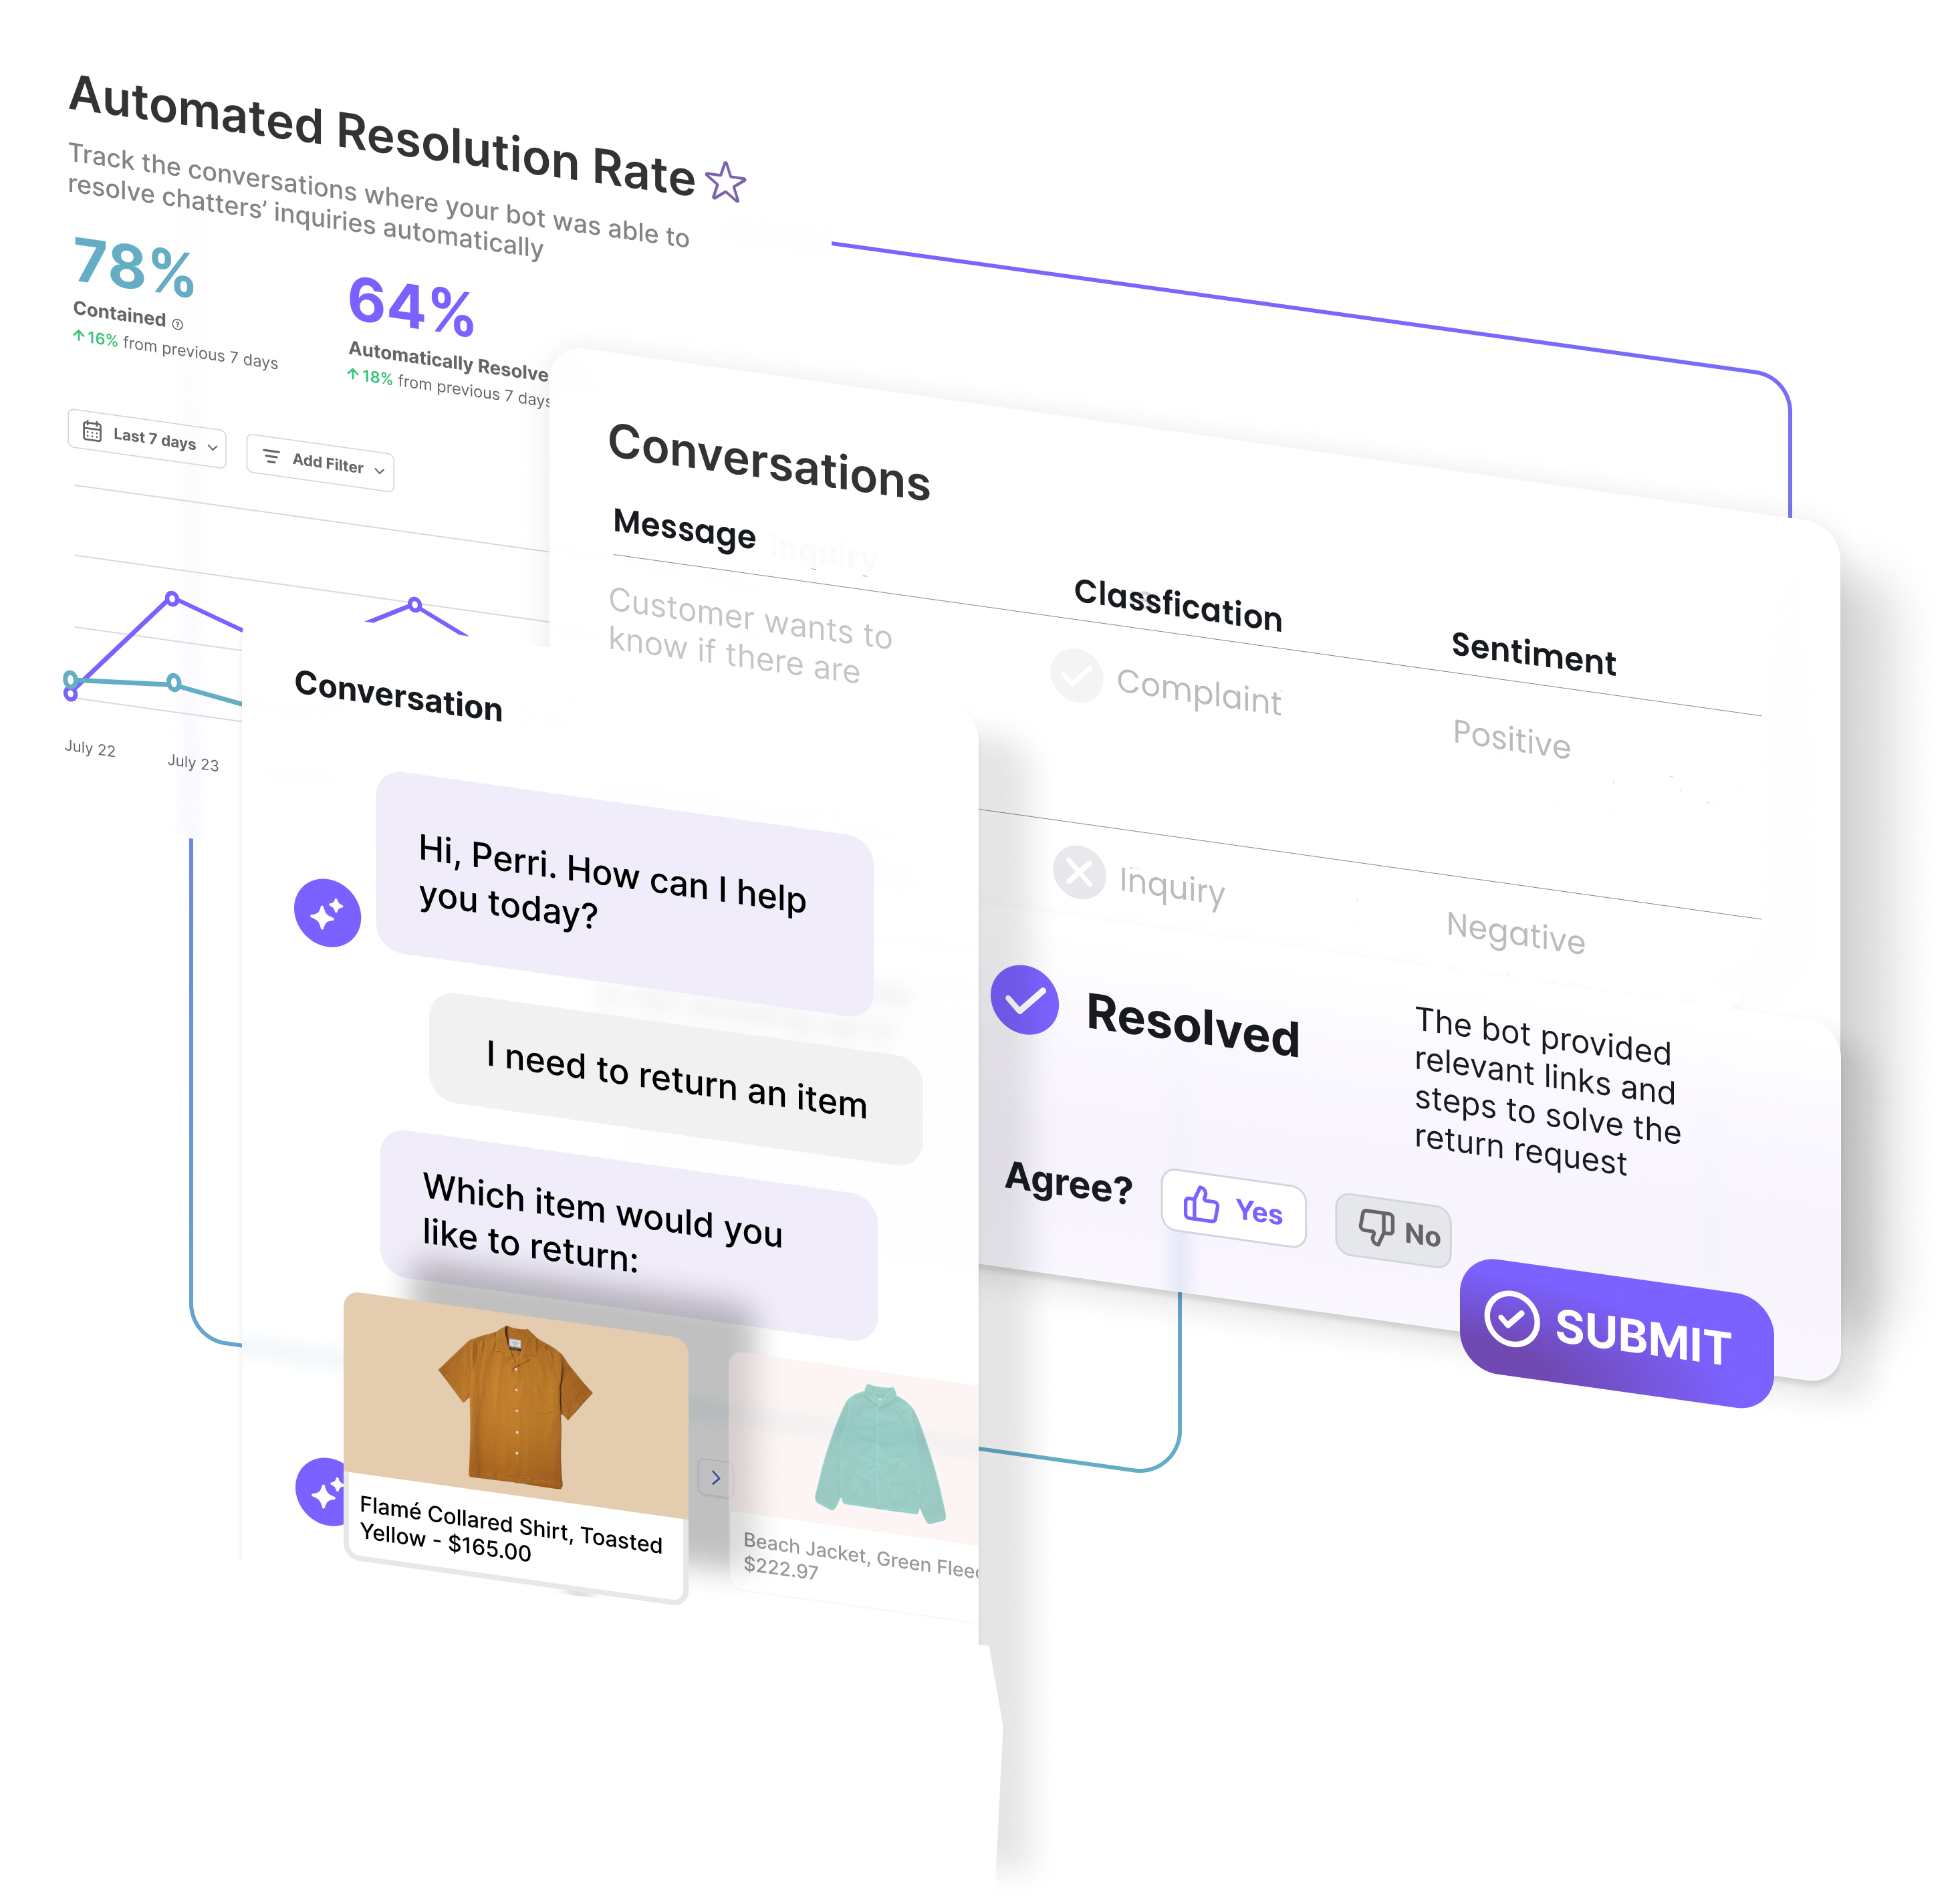 Automated Resolution Rate
Track the conversations where your bot was able to
resolve chatters’ inquiries automatically
78%
Contained
16% from previous 7 days
64%
Automatically Resolve
18% from previous 7 days
Last 7 days
Add Filter
July 22
July 23
Conversations
Message
Inquiry
Classfication
Sentiment
Customer wants to
know if there are
Complaint
Positive
Inquiry
Negative
Resolved
The bot provided
relevant links and
steps to solve the
return request
Agree?
Yes
No
SUBMIT
Conversation
Hi, Perri. How can I help
you today?
I need to return an item
Which item would you
like to return:
Flamé Collared Shirt, Toasted
Yellow - $165.00
Beach Jacket, Green Flee
$222.97